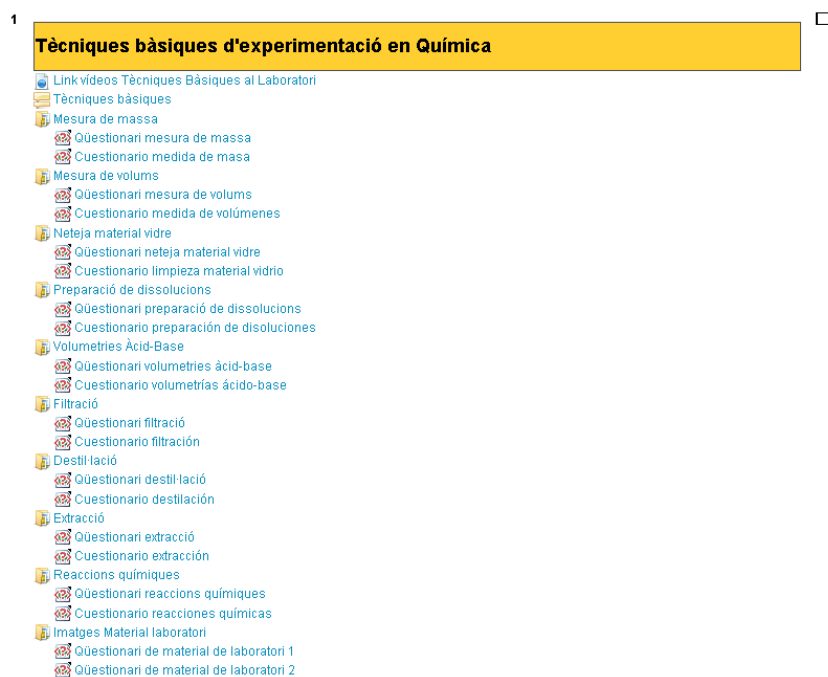 1
Tècniques bàsiques d'experimentació en Química
Link vídeos Tècniques Bàsiques al Laboratori
Tècniques bàsiques
Mesura de massa
Qüestionari mesura de massa
Cuestionario medida de masa
Mesura de volums
Qüestionari mesura de volums
Cuestionario medida de volúmenes
Neteja material vidre
Qüestionari neteja material vidre
Cuestionario limpieza material vidrio
Preparació de dissolucions
Qüestionari preparació de dissolucions
Cuestionario preparación de disoluciones
Volumetries Àcid-Base
Qüestionari volumetries àcid-base
Cuestionario volumetrías ácido-base
Filtració
Qüestionari filtració
Cuestionario filtración
Destil·lació
Qüestionari destil·lació
Cuestionario destilación
Extracció
Qüestionari extracció
Cuestionario extracción
Reaccions químiques
Qüestionari reaccions químiques
Cuestionario reacciones químicas
Imatges Material laboratori
Qüestionari de material de laboratori 1
Qüestionari de material de laboratori 2